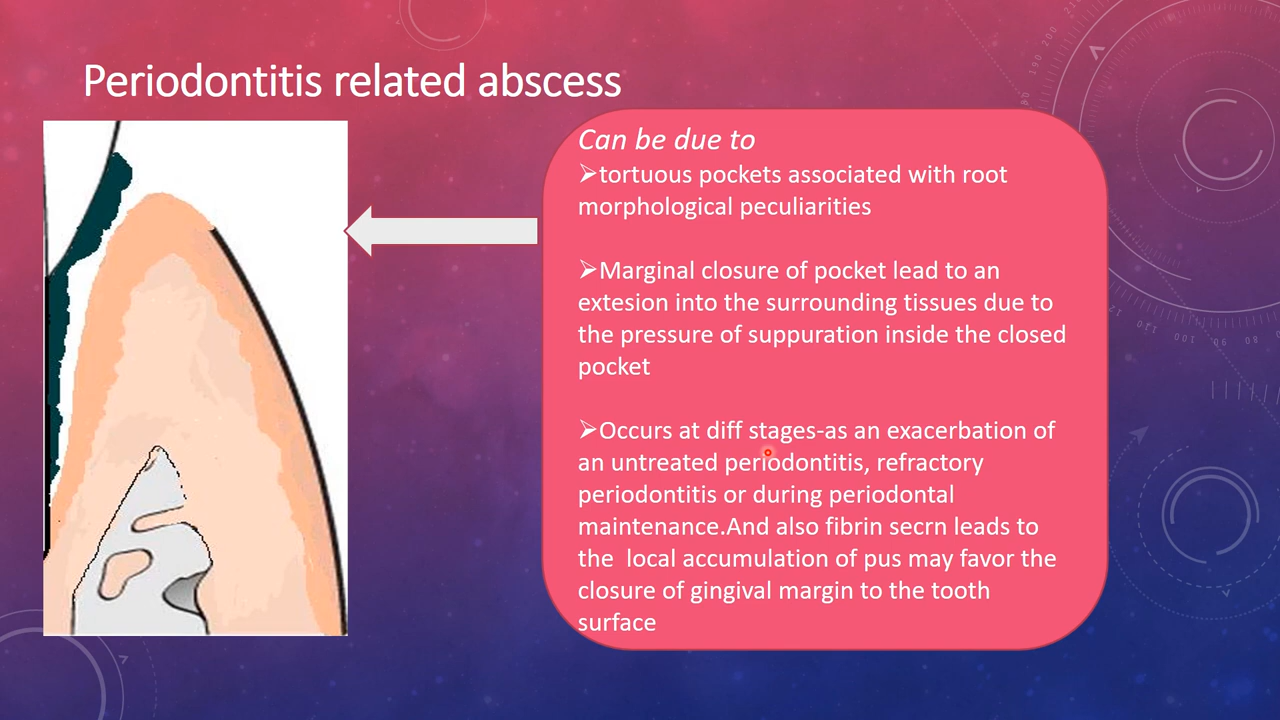 Periodontitis related abscess
Can be due to
➢tortuous pockets associated with root
morphological peculiarities
➢Marginal closure of pocket lead to an
extesion into the surrounding tissues due to
the pressure of suppuration inside the closed
pocket
➢Occurs at diff stages-as an exacerbation of
an untreated periodontitis, refractory
periodontitis or during periodontal
maintenance.And also fibrin secrn leads to
the  local accumulation of pus may favor the
closure of gingival margin to the tooth
surface